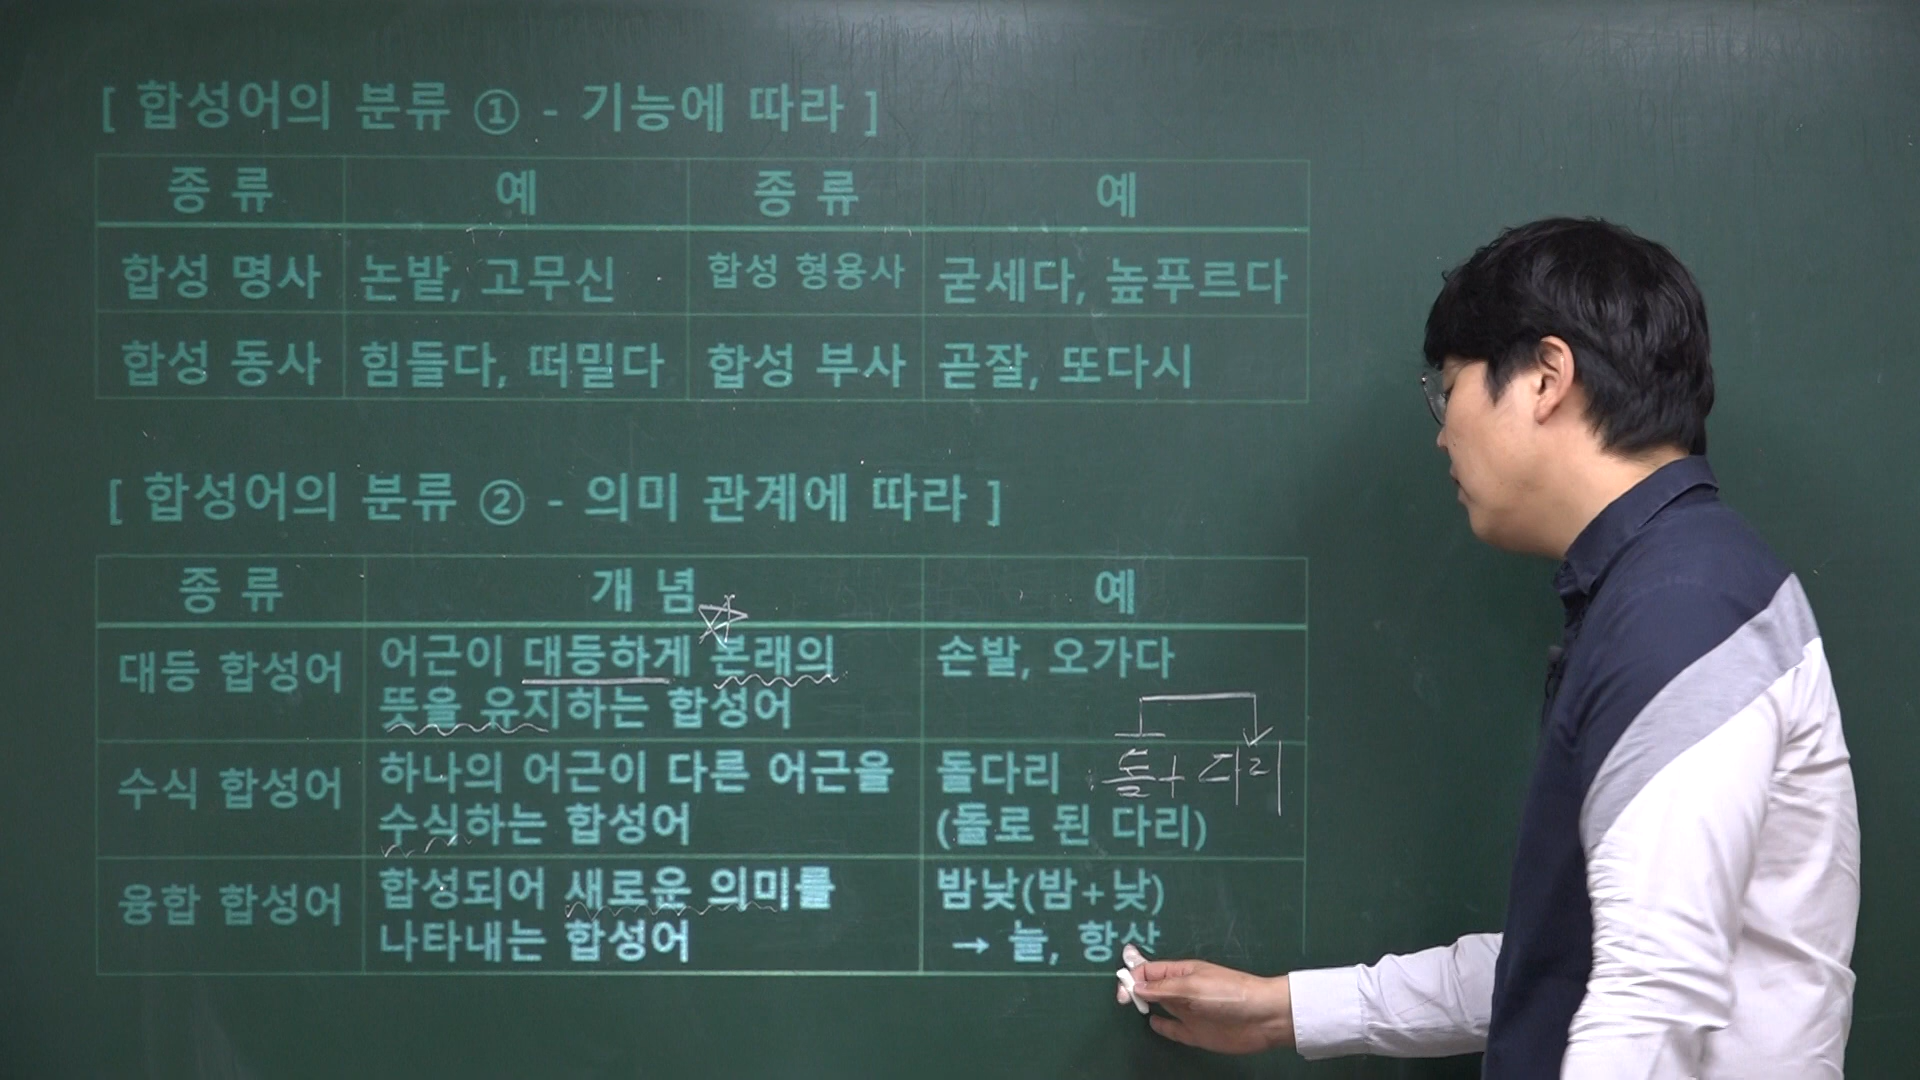 [ 합성어의 분류 ① - 기능에 따라 ]
종 류 예 종 류 예
합성 명사 논밭, 고무신 합성 형용사 굳세다, 높푸르다
합성 동사 힘들다, 떠밀다 합성 부사 곧잘, 또다시
[ 합성어의 분류 ② - 의미 관계에 따라 ]
종 류 개 념 예
대등 합성어
어근이 대등하게 본래의
뜻을 유지하는 합성어
손발, 오가다
수식 합성어
하나의 어근이 다른 어근을
수식하는 합성어
돌다리 : 돌+다리
(돌로 된 다리)
융합 합성어
합성되어 새로운 의미를
나타내는 합성어
밤낮(밤+낮)
→ 늘, 항상